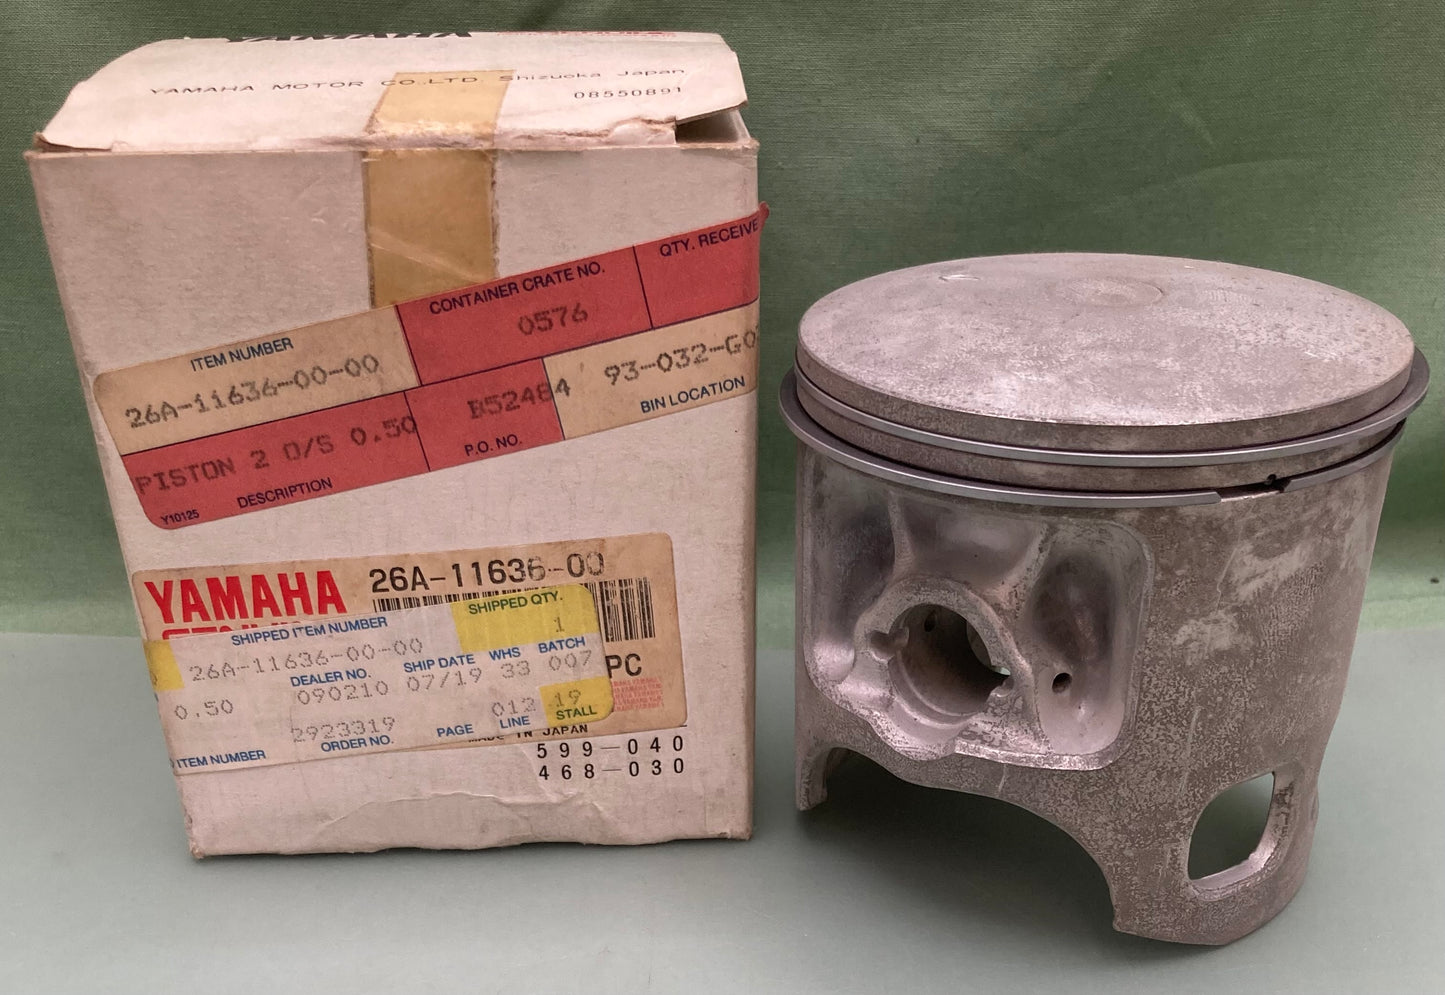 YAMAHA
YAMAHA MOTOR CO.,LTD. Shizuoka Japan
08550891
ITEM NUMBER
26A-11636-00-00
CONTAINER CRATE NO.
0576
QTY. RECEIVE
PISTON 2 O/S 0.50
DESCRIPTION
Y10125
B52484
P.O. NO.
93-032-G0
BIN LOCATION
YAMAHA
26A-11636-00
SHIPPED ITEM NUMBER
26A-11636-00-00
SHIPPED QTY.
1
DEALER NO.
090210
SHIP DATE
07/19
WHS
33
BATCH
007
PC
0.50
2923319
ORDER NO.
PAGE
012
LINE
19
STALL
ITEM NUMBER
IN JAPAN
599-040
468-030